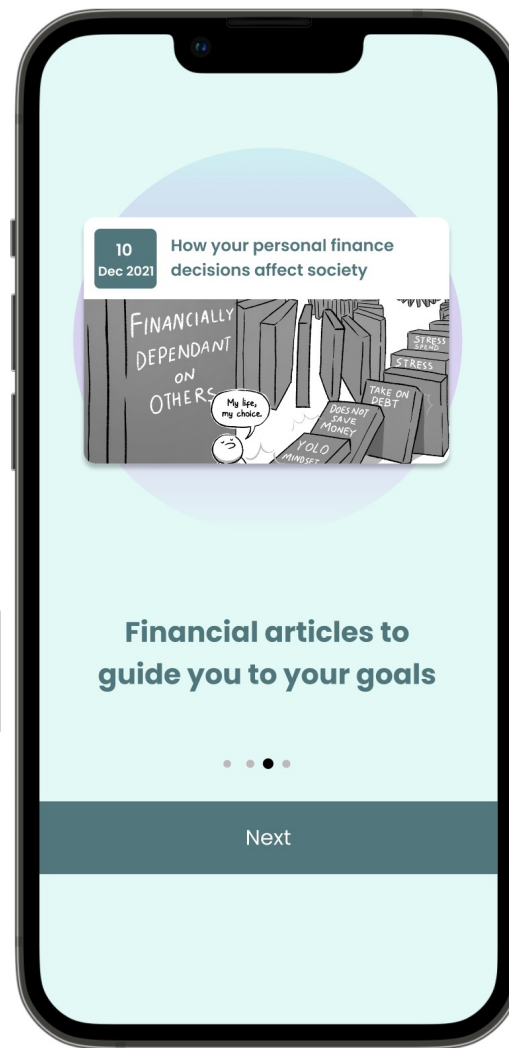 10
Dec 2021
How your personal finance
decisions affect society
FINANCIALLY
DEPENDANT
ON
OTHERS
My life,
my choice.
YOLO
MINDSET
DOES NOT
SAVE
MONEY
TAKE ON
DEBT
STRESS
STRESS
SPEND
Financial articles to
guide you to your goals
Next